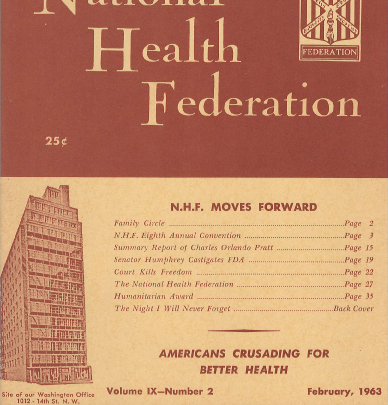 National
Health
Federation
FEDERATION
25¢
N.H.F. MOVES FORWARD
Family Circle ... Page 2
N.H.F. Eighth Annual Convention ... Page 3
Summary Report of Charles Orlando Pratt ... Page 15
Senator Humphrey Castigates FDA ... Page 19
Court Kills Freedom ... Page 22
The National Health Federation ... Page 27
Humanitarian Award ... Page 35
The Night I Will Never Forget ... Back Cover
AMERICANS CRUSADING FOR
BETTER HEALTH
Site of our Washington Office
1012 - 14th St. N. W.
Volume IX—Number 2
February, 1963